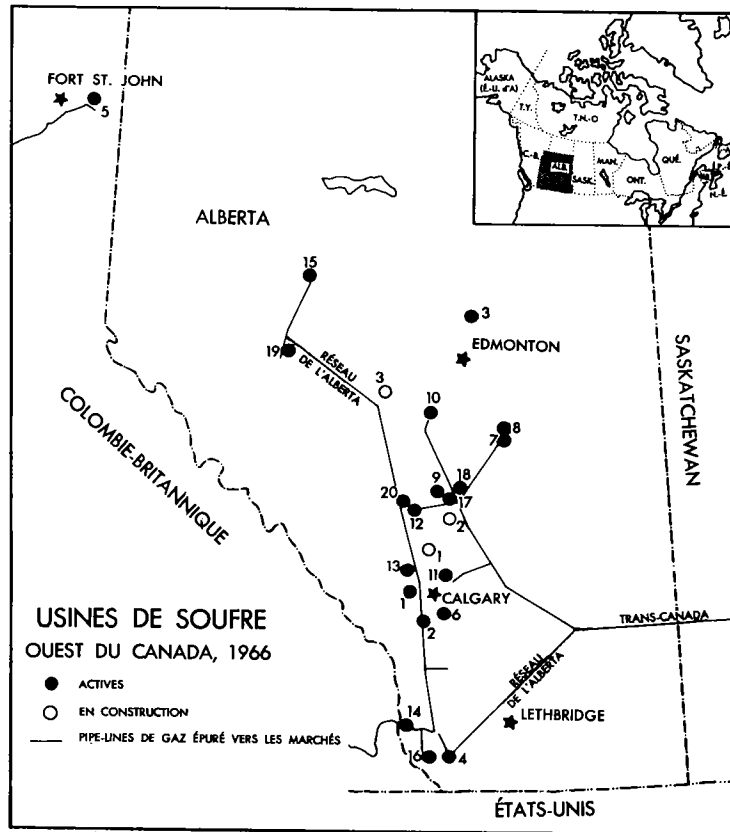 FORT ST. JOHN
5
ALASKA
(É.-U. d'A)
T.Y.
T.N.-O
C.-B.
ALB.
SASK.
MAN.
ONT.
QUÉ.
N.-É.
ALBERTA
15
3
EDMONTON
19
RÉSEAU
DE L'ALBERTA
3
10
8
7
SASKATCHEWAN
COLOMBIE-BRITANNIQUE
9
18
20
17
12
2
1
13
11
1
CALGARY
6
2
TRANS-CANADA
USINES DE SOUFRE
OUEST DU CANADA, 1966
ACTIVES
EN CONSTRUCTION
PIPE-LINES DE GAZ ÉPURÉ VERS LES MARCHÉS
RÉSEAU
DE L'ALBERTA
14
LETHBRIDGE
16
4
ÉTATS-UNIS